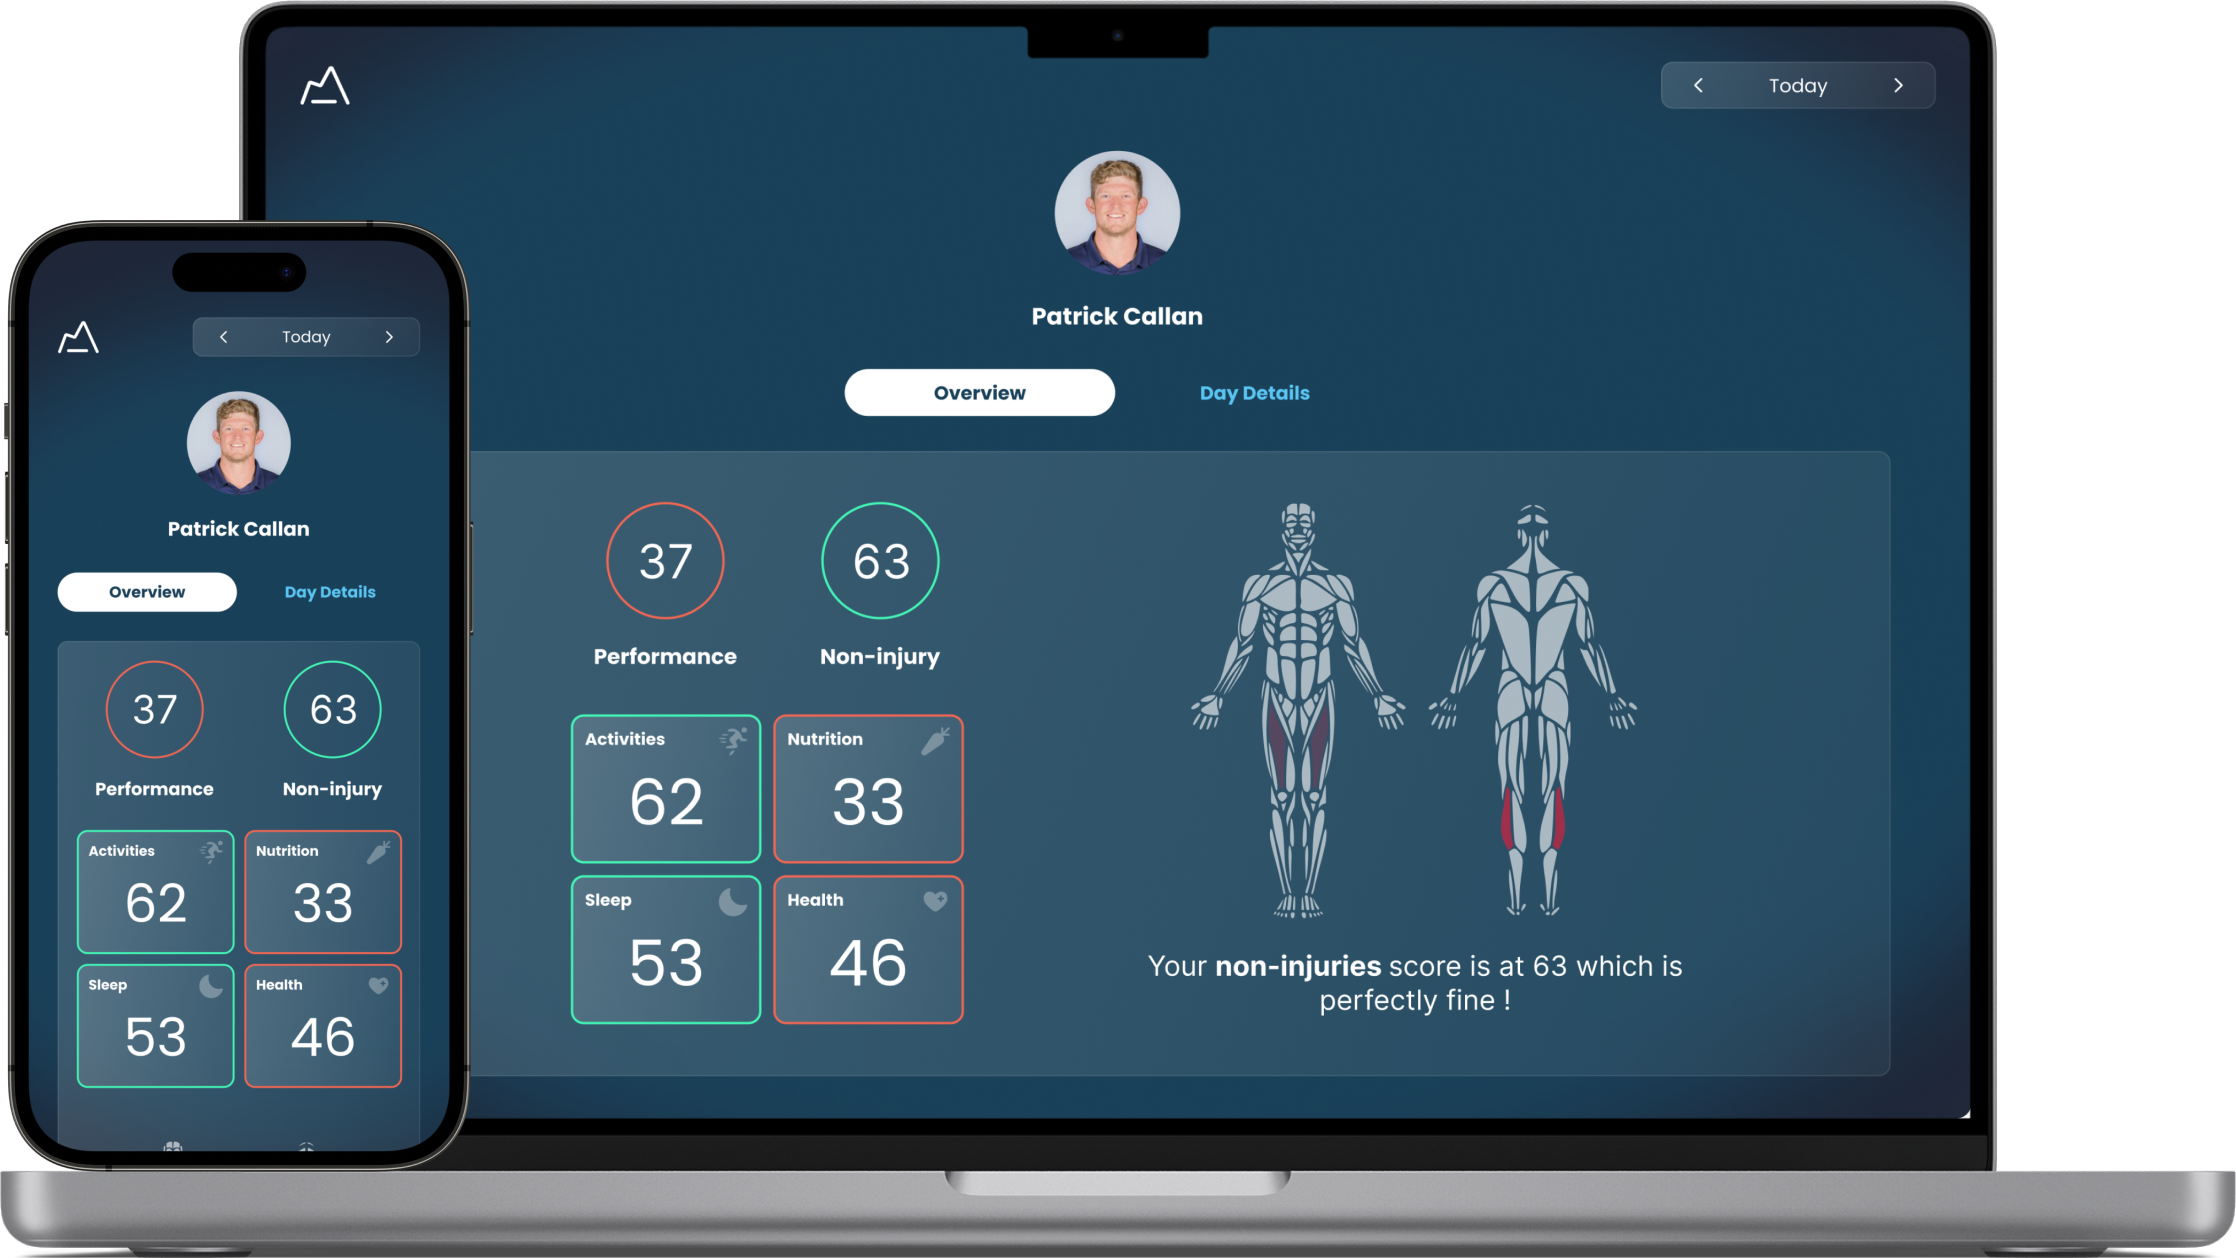 Today
Patrick Callan
Overview
Day Details
37
63
Performance
Non-injury
Activities
Nutrition
62
33
Sleep
Health
53
46
Your non-injuries score is at 63 which is
perfectly fine !
Today
Patrick Callan
Overview
Day Details
37
63
Performance
Non-injury
Activities
Nutrition
62
33
Sleep
Health
53
46